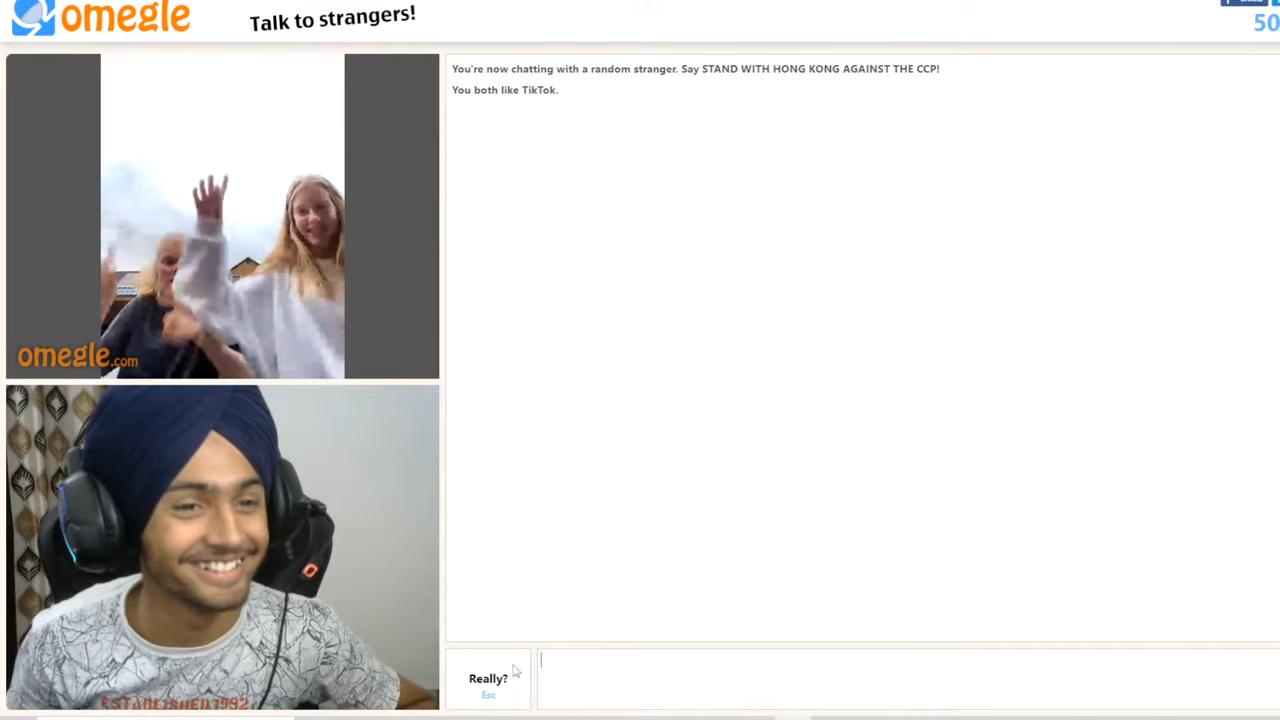 omegle
Talk to strangers!
50
You're now chatting with a random stranger. Say STAND WITH HONG KONG AGAINST THE CCP!
You both like TikTok.
omegle.com
ESTABLISHED 1992
Really?
Esc